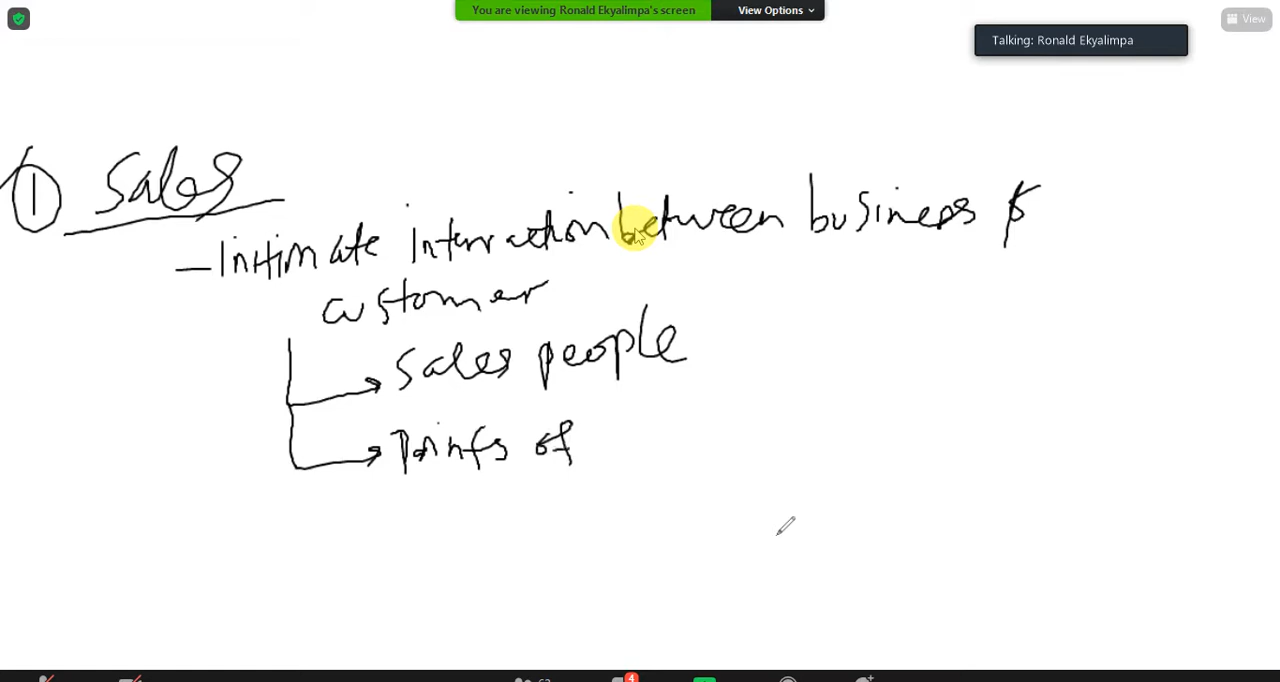 You are viewing Ronald Ekyalimpa's screen
View Options
View
Talking: Ronald Ekyalimpa
① Sales
- Intimate interaction between business &
customer
→ Sales people
→ Points of
4